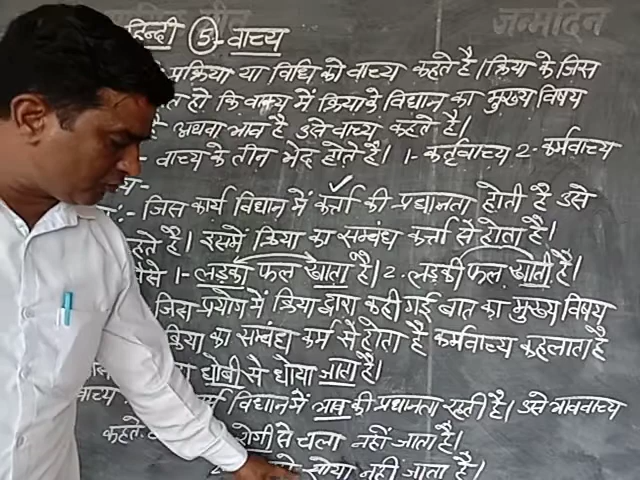 जन्मदिन
हिन्दी 5 - वाच्य
प्रक्रिया या विधि को वाच्य कहते है। क्रिया के जिस
हो कि वाक्य में क्रिया के विधान का मुख्य विषय
है अथवा भाव है उसे वाच्य कहते है।
- वाच्य के तीन भेद होते है। 1- कर्तृवाच्य 2- कर्मवाच्य
- जिस कार्य विधान में कर्त्ता की प्रधानता होती है उसे
कहते है। इसमें क्रिया का सम्बंध कर्त्ता से होता है।
जैसे 1- लड़का फल खाता है। 2- लड़की फल खाती है।
जिस प्रयोग में क्रिया द्वारा कही गई बात का मुख्य विषय
क्रिया का सम्बंध कर्म से होता है कर्मवाच्य कहलाता है
धोबी से धोया जाता है।
वाच्य विधान में भाव की प्रधानता रहती है। उसे भाववाच्य
कहते रोगी से चला नहीं जाता है।
सोया नहीं जाता है।